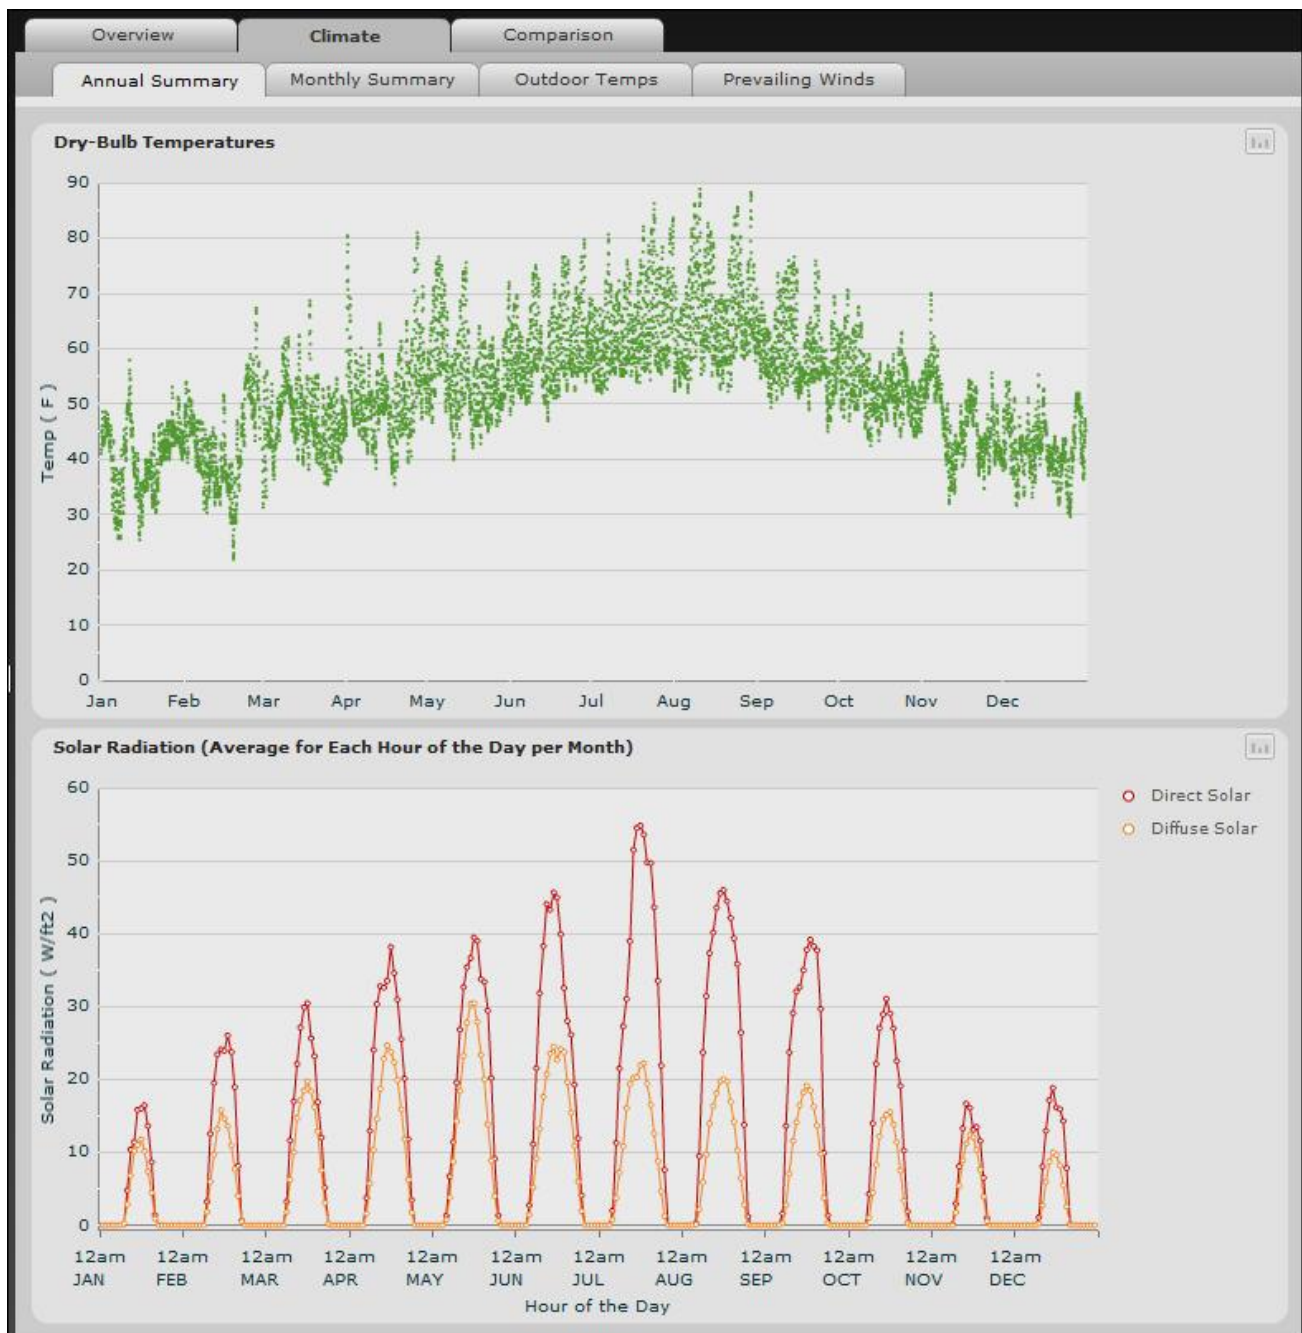 Overview Climate Comparison
Annual Summary Monthly Summary Outdoor Temps Prevailing Winds
Dry-Bulb Temperatures
90
80
70
60
50
40
30
20
10
0
Temp ( F )
Jan Feb Mar Apr May Jun Jul Aug Sep Oct Nov Dec
Solar Radiation (Average for Each Hour of the Day per Month)
60
50
40
30
20
10
0
Solar Radiation ( W/ft2 )
Direct Solar
Diffuse Solar
12am 12am 12am 12am 12am 12am 12am 12am 12am 12am 12am 12am
JAN FEB MAR APR MAY JUN JUL AUG SEP OCT NOV DEC
Hour of the Day